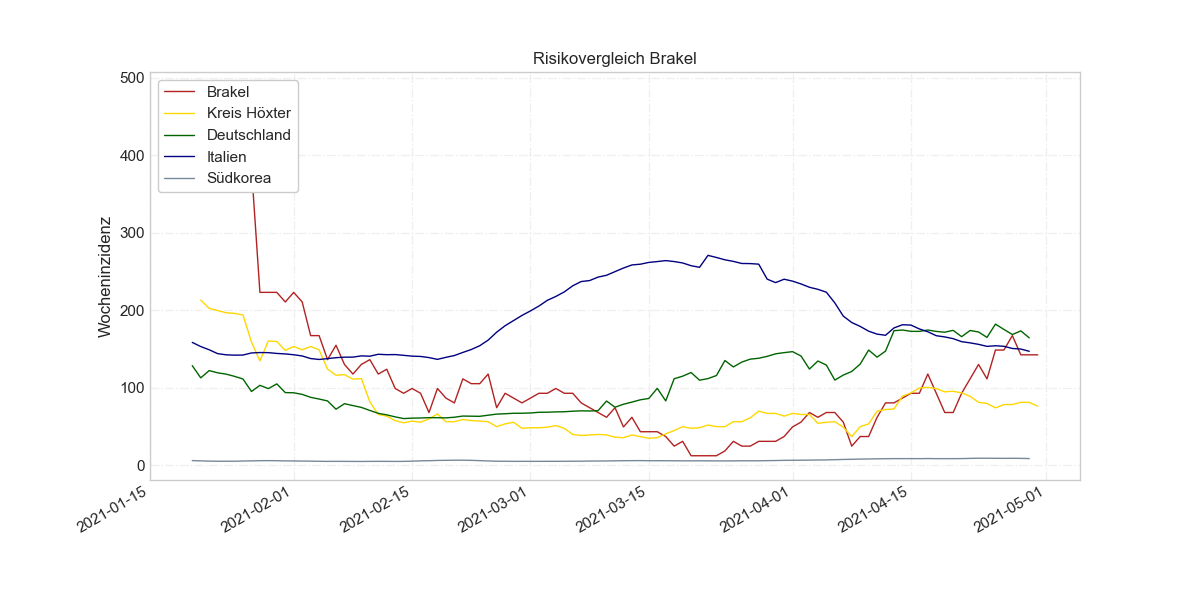 Risikovergleich Brakel
Wocheninzidenz
500
400
300
200
100
0
Brakel
Kreis Höxter
Deutschland
Italien
Südkorea
2021-01-15
2021-02-01
2021-02-15
2021-03-01
2021-03-15
2021-04-01
2021-04-15
2021-05-01